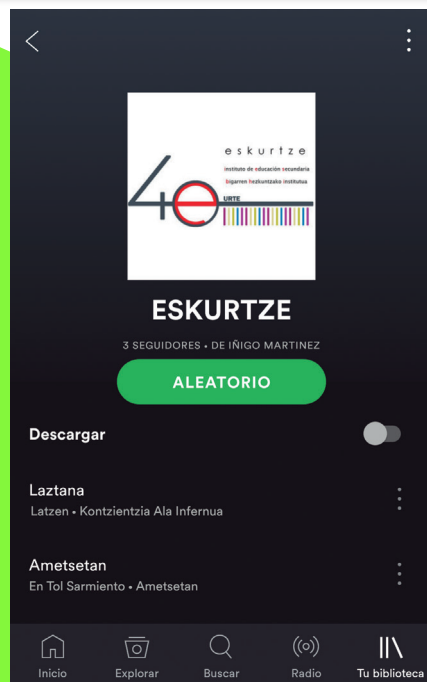 eskurtze
instituto de educación secundaria
bigarren hezkuntzako institutua
4e URTE
ESKURTZE
3 SEGUIDORES • DE IÑIGO MARTINEZ
ALEATORIO
Descargar
Laztana
Latzen • Kontzientzia Ala Infernua
Ametsetan
En Tol Sarmiento • Ametsetan
Inicio Explorar Buscar Radio Tu biblioteca